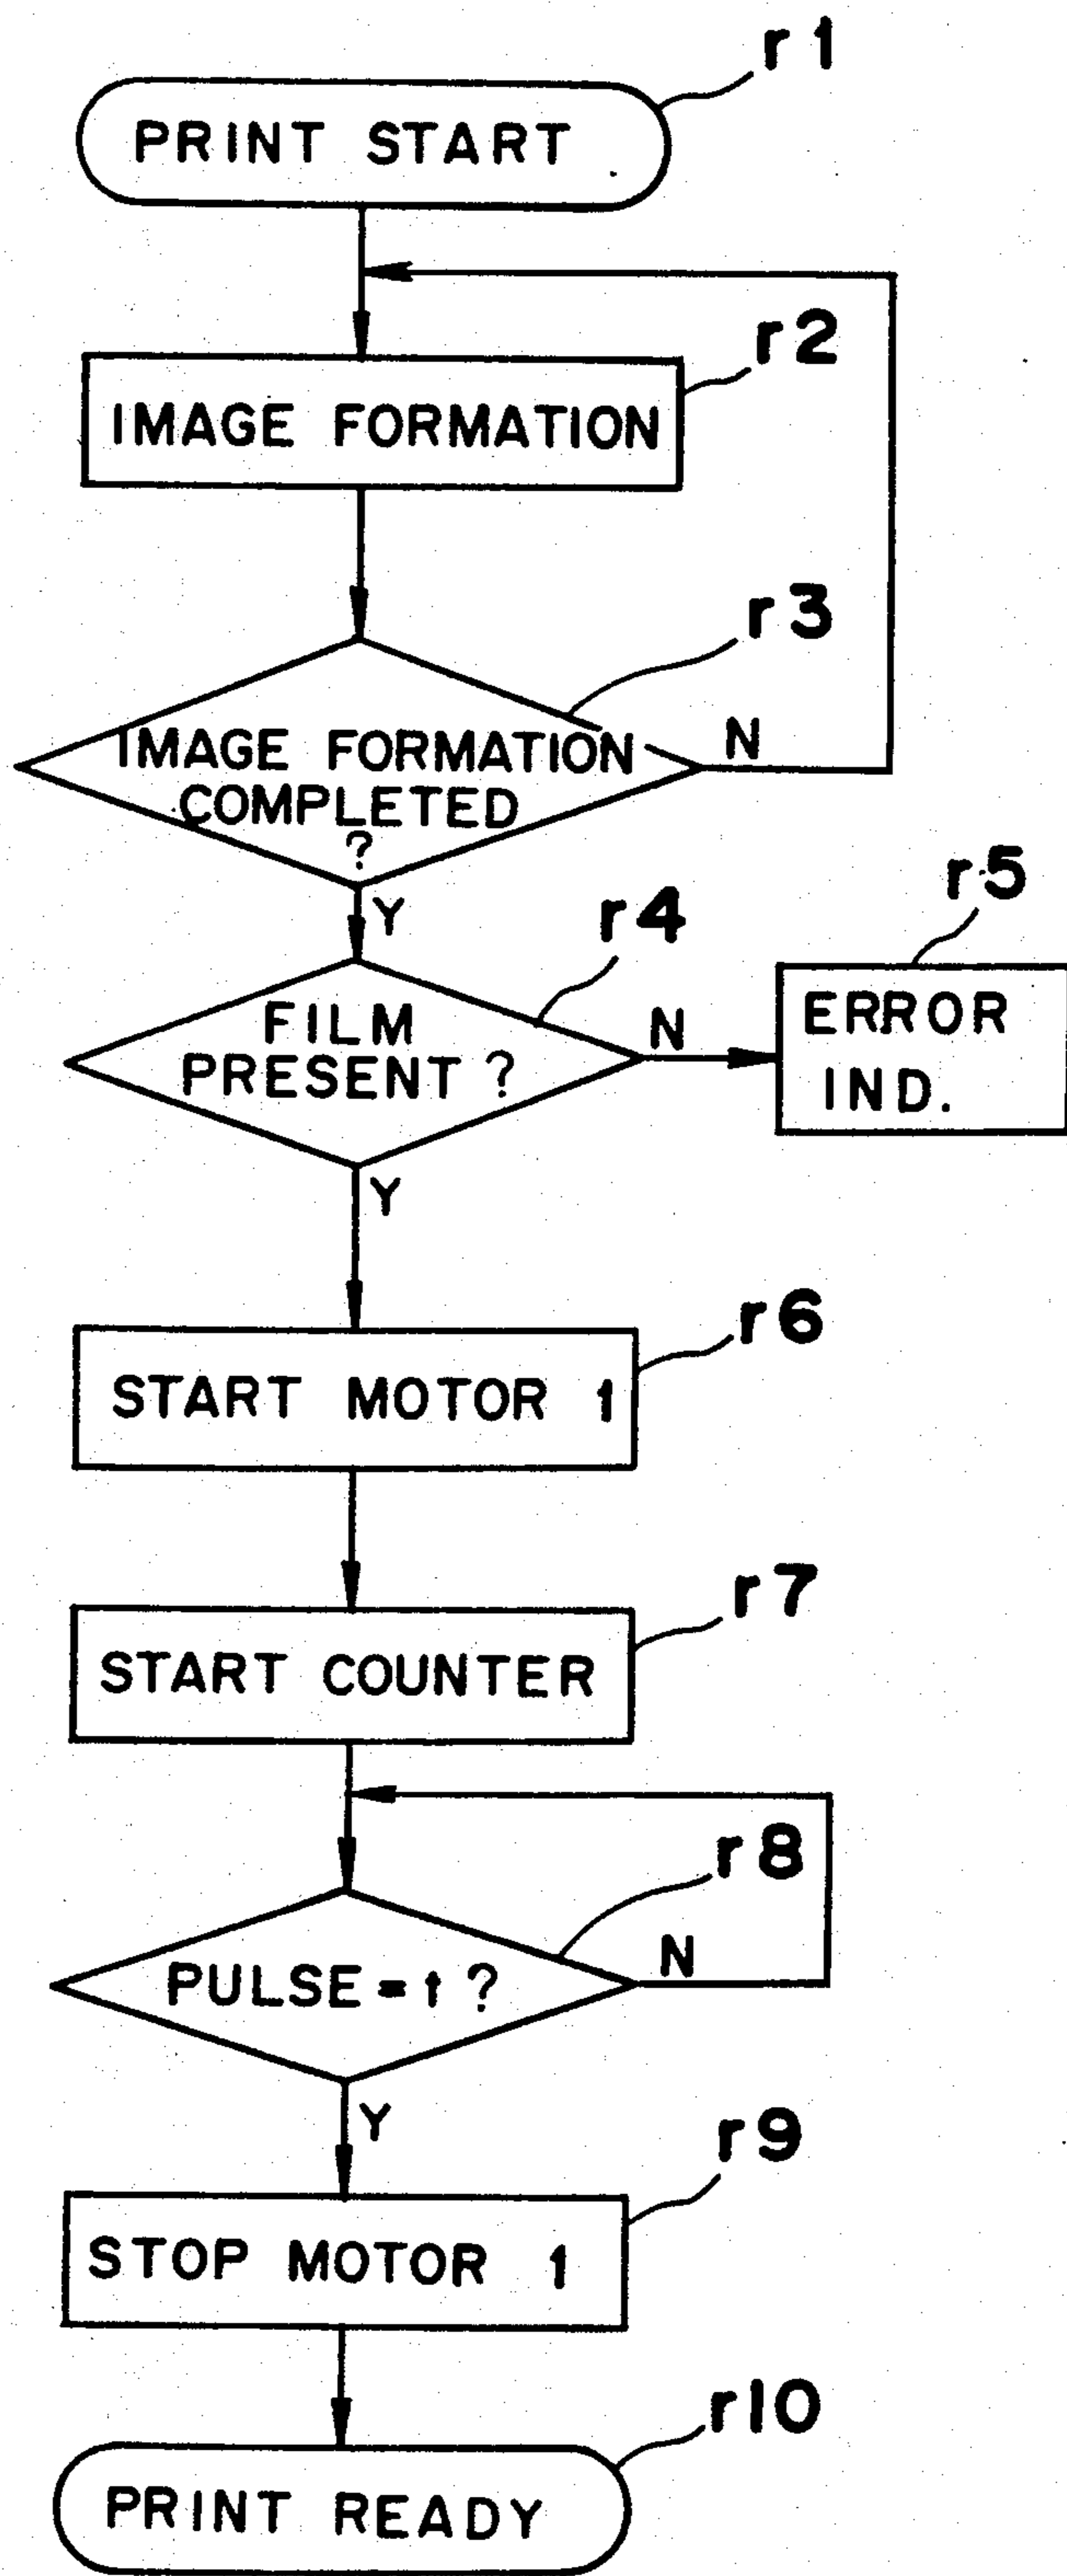 r1
PRINT START
r2
IMAGE FORMATION
r3
IMAGE FORMATION
COMPLETED
?
N
Y
r4
r5
FILM
PRESENT ?
N
ERROR
IND.
Y
r6
START MOTOR 1
r7
START COUNTER
r8
PULSE = t ?
N
Y
r9
STOP MOTOR 1
r10
PRINT READY